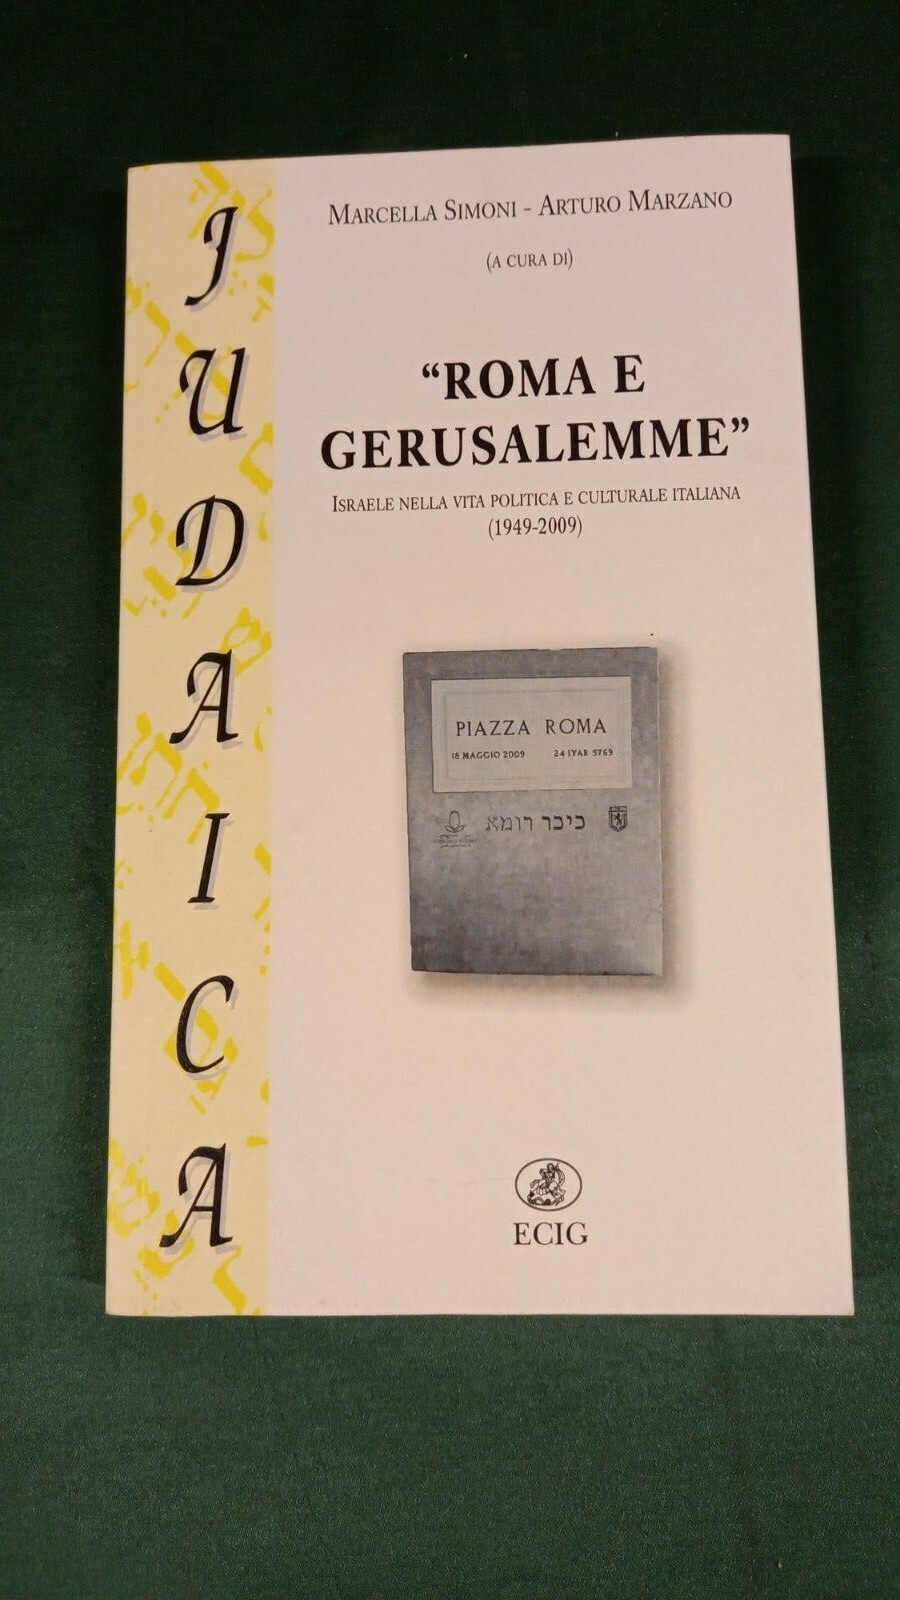 JUDAICA
MARCELLA SIMONI - ARTURO MARZANO
(A CURA DI)
“ROMA E
GERUSALEMME”
ISRAELE NELLA VITA POLITICA E CULTURALE ITALIANA
(1949-2009)
PIAZZA ROMA
18 MAGGIO 2009 24 IYAR 5769
כיכר רומא
ECIG